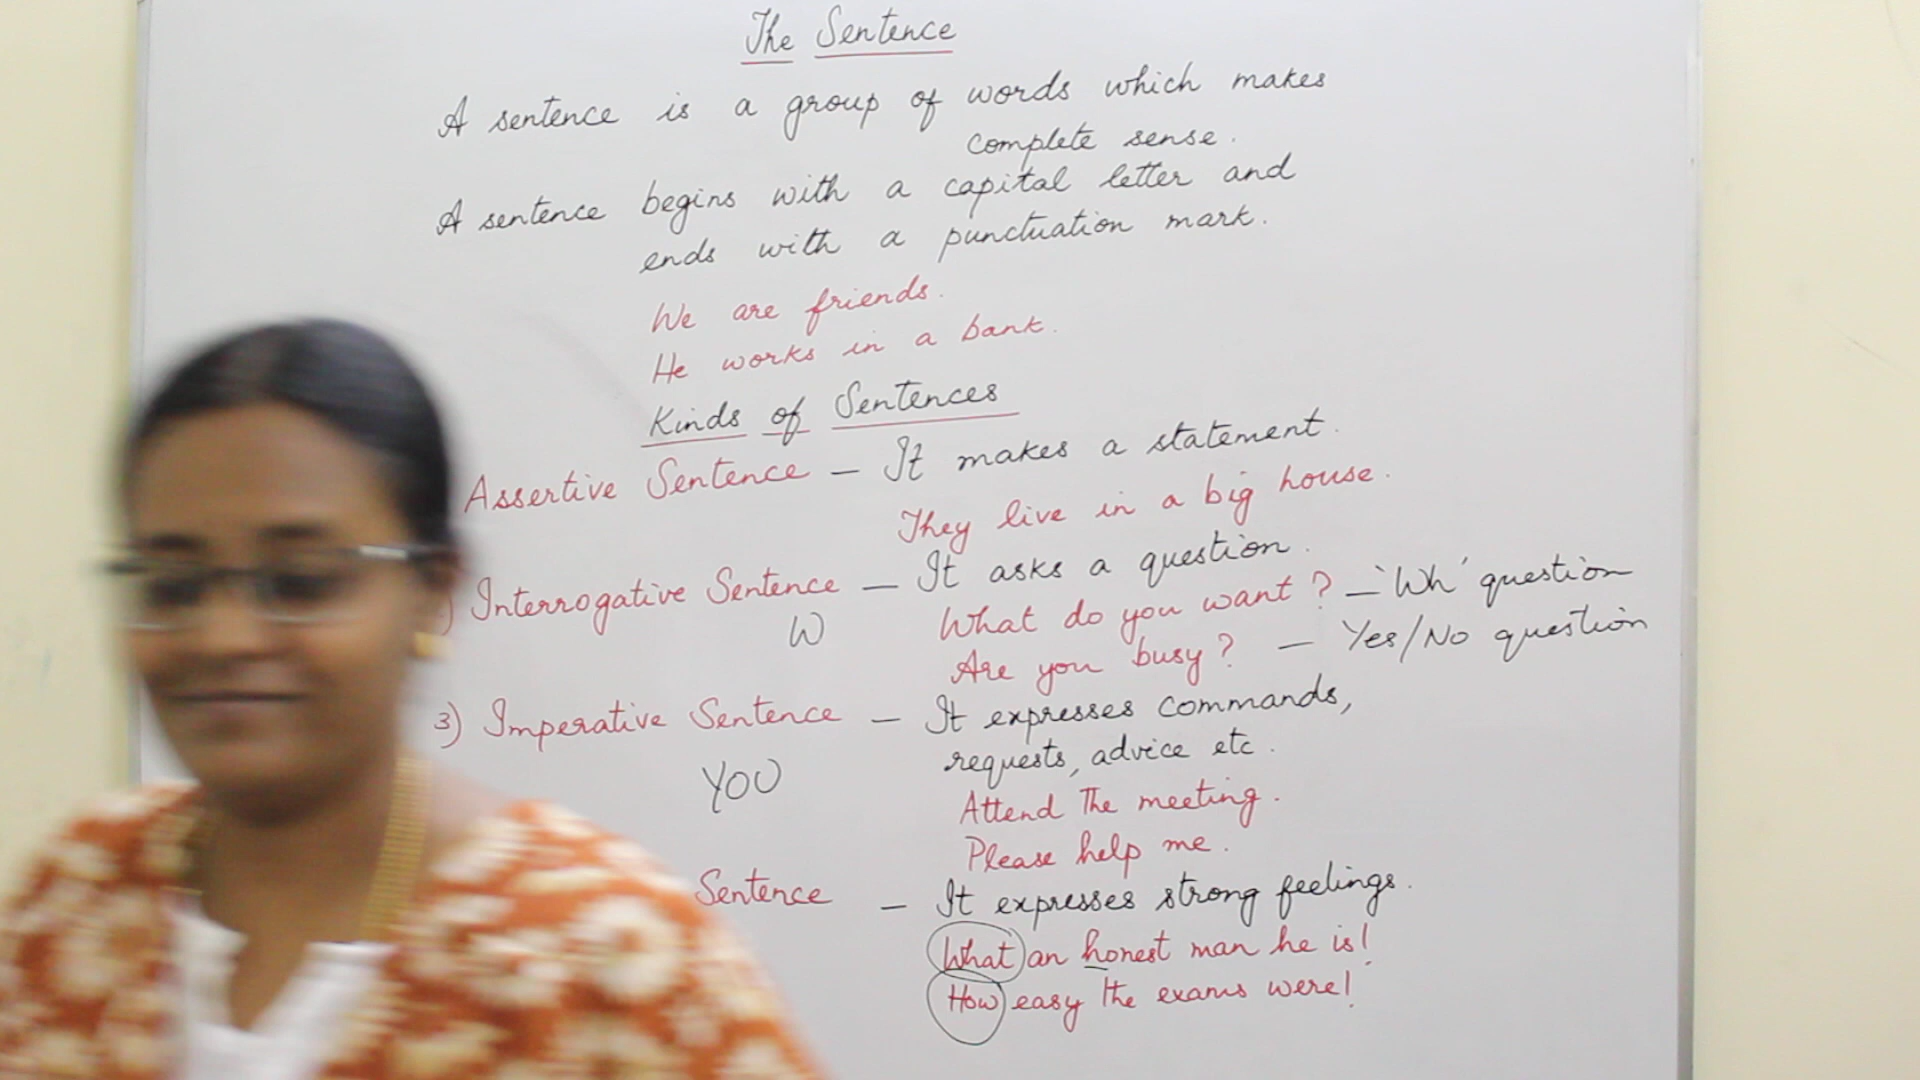 The Sentence
A sentence is a group of words which makes
complete sense.
A sentence begins with a capital letter and
ends with a punctuation mark.
We are friends.
He works in a bank.
Kinds of Sentences
Assertive Sentence – It makes a statement.
They live in a big house.
) Interrogative Sentence – It asks a question.
W What do you want? – 'Wh' question
Are you busy? – Yes/No question
3) Imperative Sentence – It expresses commands,
requests, advice etc.
YOU
Attend the meeting.
Please help me.
Sentence – It expresses strong feelings.
What an honest man he is!
How easy the exams were!